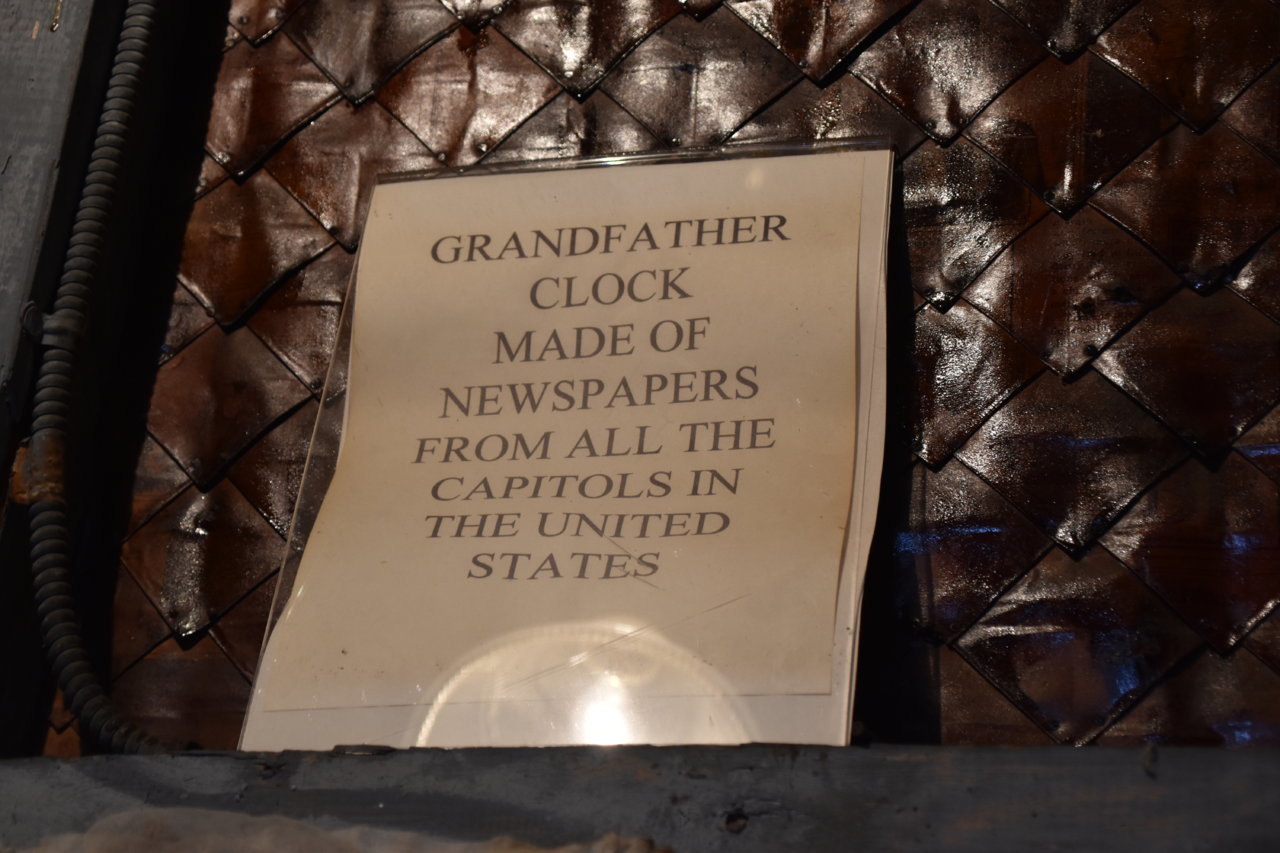 GRANDFATHER
CLOCK
MADE OF
NEWSPAPERS
FROM ALL THE
CAPITOLS IN
THE UNITED
STATES